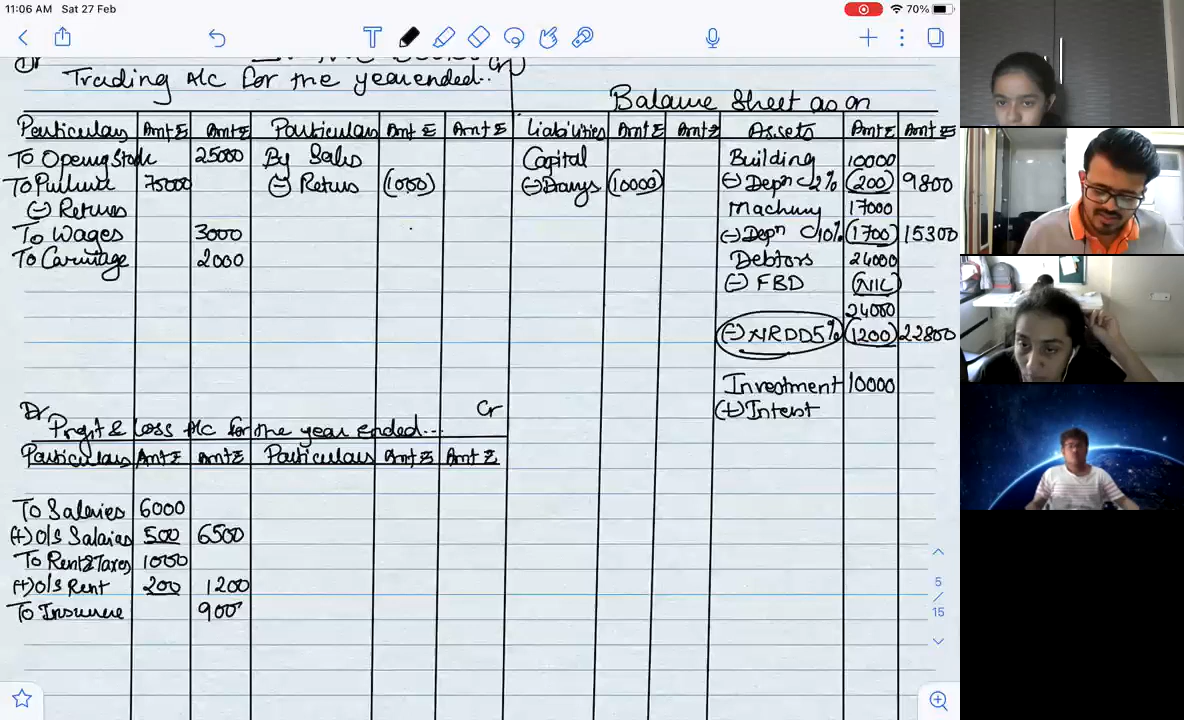 11:06 AM Sat 27 Feb
70%
Trading A/c for the year ended..
Cr
Particulars Amt ₹ Amt ₹ Particulars Amt ₹ Amt ₹
To Opening Stock 25000 By Sales
To Purchase 75000 (-) Returns (1000)
(-) Returns
To Wages 3000
To Carriage 2000
Dr Cr
Profit & Loss A/c for the year ended...
Particulars Amt ₹ Amt ₹ Particulars Amt ₹ Amt ₹
To Salaries 6000
(+) O/S Salaries 500 6500
To Rent & Taxes 1000
(+) O/S Rent 200 1200
To Insurance 900
Balance Sheet as on
Liabilities Amt ₹ Amt ₹ Assets Amt ₹ Amt ₹
Capital Building 10000
(-) Drawgs (10000) (-) Depn 2% (200) 9800
Machinery 17000
(-) Depn 10% (1700) 15300
Debtors 24000
(-) FBD (NIL)
24000
(-) NRDD 5% (1200) 22800
Investment 10000
(+) Interst
5
/
15